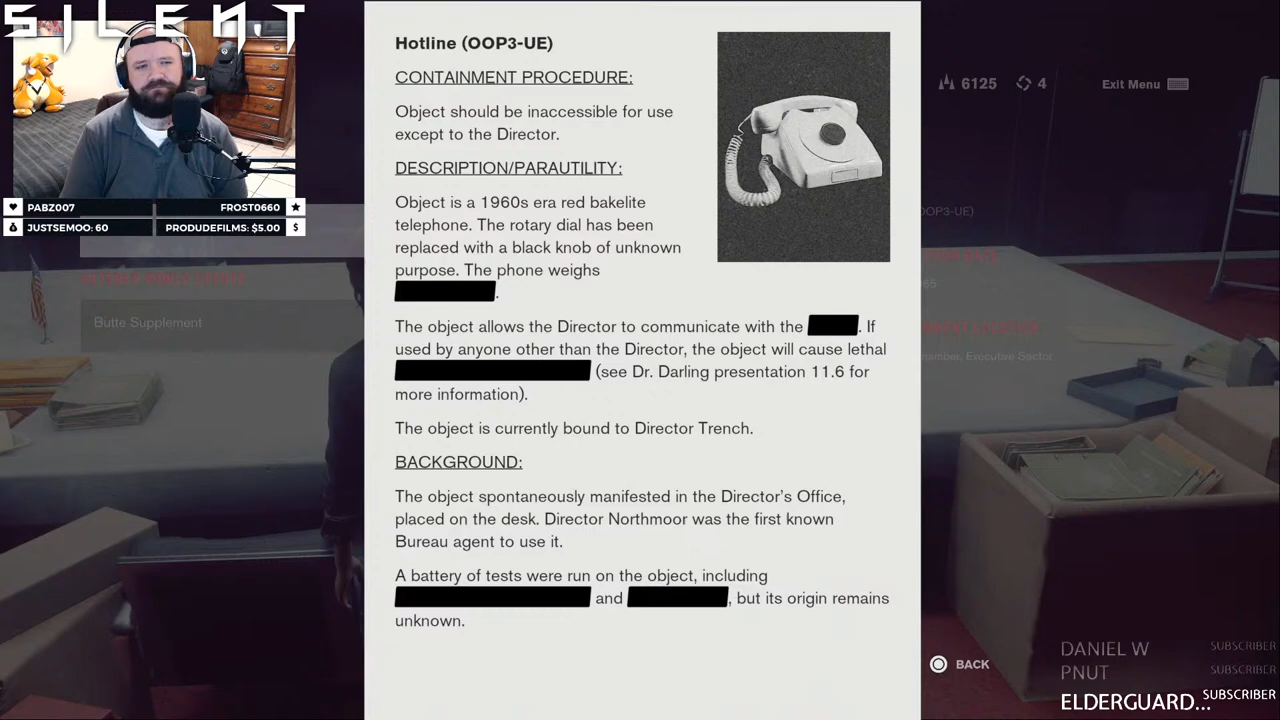 SILENT
PABZ007
FROST0660
JUSTSEMOO: 60
PRODUDEFILMS: $5.00
$
Butte Supplement
Hotline (OOP3-UE)
CONTAINMENT PROCEDURE:
Object should be inaccessible for use
except to the Director.
DESCRIPTION/PARAUTILITY:
Object is a 1960s era red bakelite
telephone. The rotary dial has been
replaced with a black knob of unknown
purpose. The phone weighs
.
The object allows the Director to communicate with the . If
used by anyone other than the Director, the object will cause lethal
(see Dr. Darling presentation 11.6 for
more information).
The object is currently bound to Director Trench.
BACKGROUND:
The object spontaneously manifested in the Director's Office,
placed on the desk. Director Northmoor was the first known
Bureau agent to use it.
A battery of tests were run on the object, including
and , but its origin remains
unknown.
6125
4
Exit Menu
OOP3-UE)
65
Executive Sector
BACK
DANIEL W SUBSCRIBER
PNUT SUBSCRIBER
ELDERGUARD... SUBSCRIBER